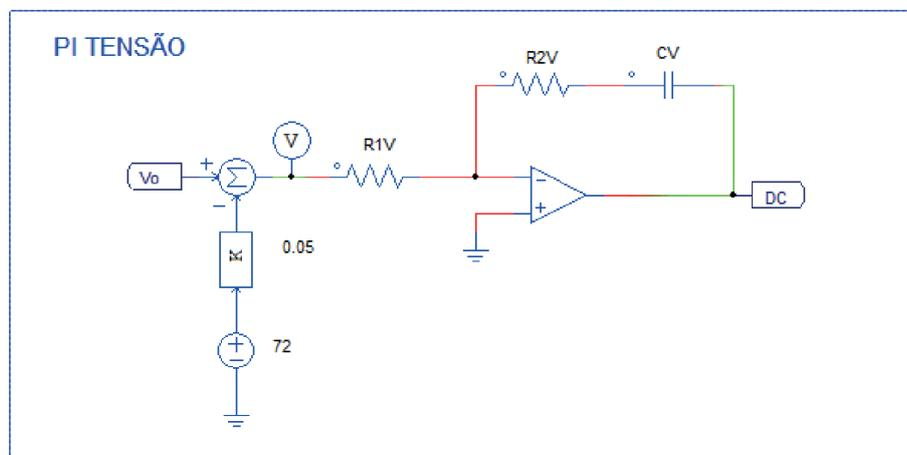 PI TENSÃO
R2V
CV
V
R1V
Vo
Σ
DC
K
0.05
72